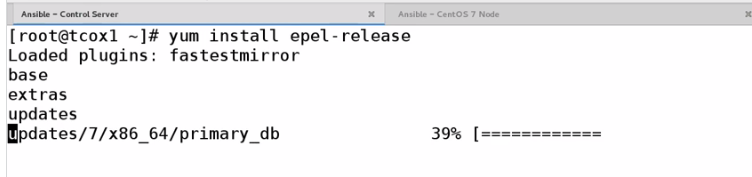 Ansible – Control Server × Ansible – CentOS 7 Node ×
[root@tcox1 ~]# yum install epel-release
Loaded plugins: fastestmirror
base
extras
updates
updates/7/x86_64/primary_db 39% [============